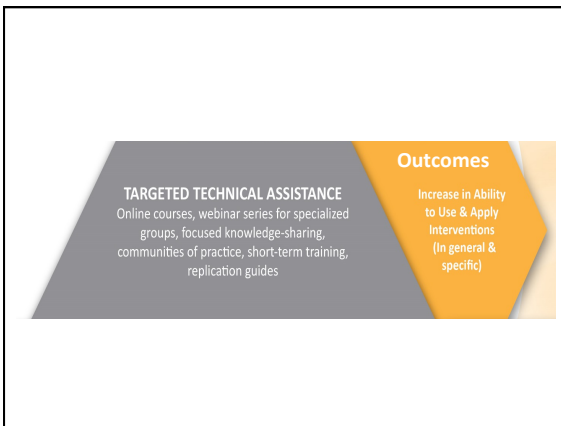 TARGETED TECHNICAL ASSISTANCE
Online courses, webinar series for specialized
groups, focused knowledge-sharing,
communities of practice, short-term training,
replication guides
Outcomes
Increase in Ability
to Use & Apply
Interventions
(In general &
specific)